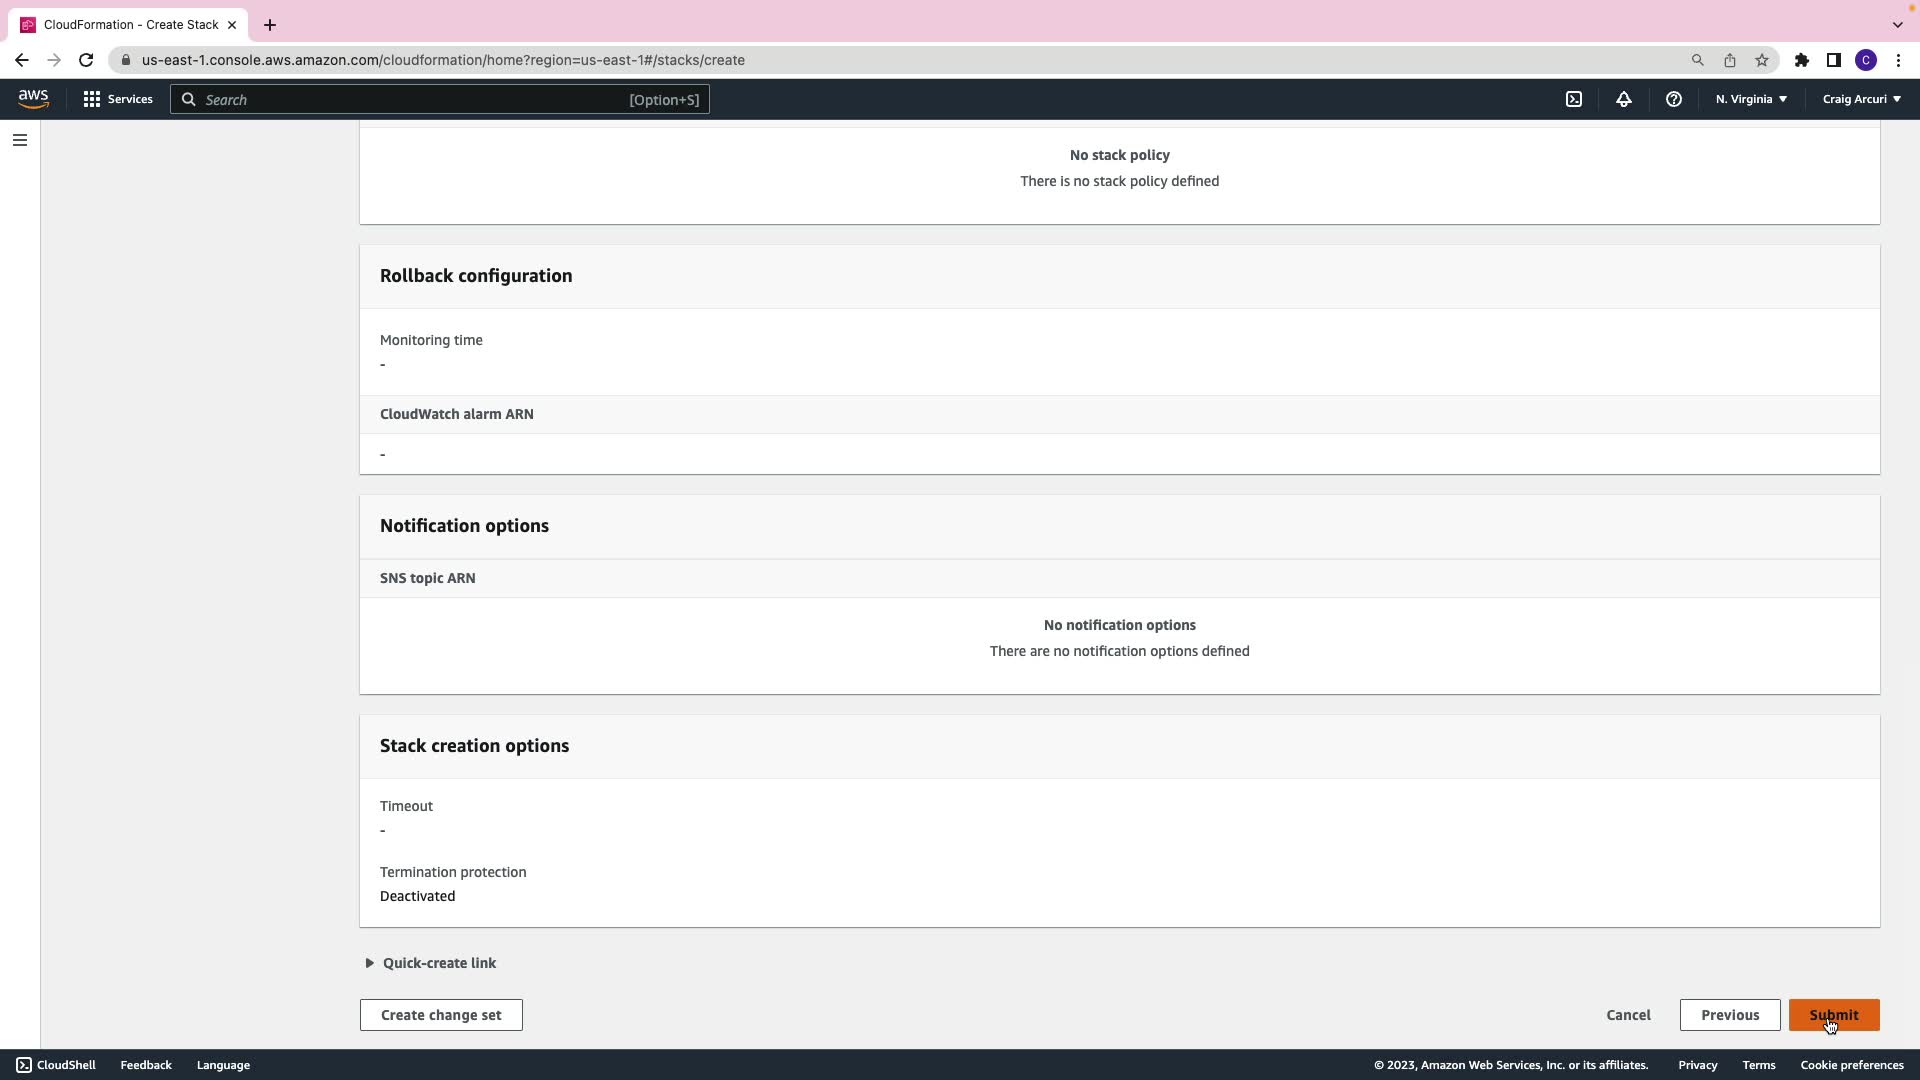 CloudFormation - Create Stack
us-east-1.console.aws.amazon.com/cloudformation/home?region=us-east-1#/stacks/create
C
aws
Services
Search
[Option+S]
N. Virginia
Craig Arcuri
No stack policy
There is no stack policy defined
Rollback configuration
Monitoring time
-
CloudWatch alarm ARN
-
Notification options
SNS topic ARN
No notification options
There are no notification options defined
Stack creation options
Timeout
-
Termination protection
Deactivated
Quick-create link
Create change set
Cancel
Previous
Submit
CloudShell
Feedback
Language
© 2023, Amazon Web Services, Inc. or its affiliates.
Privacy
Terms
Cookie preferences